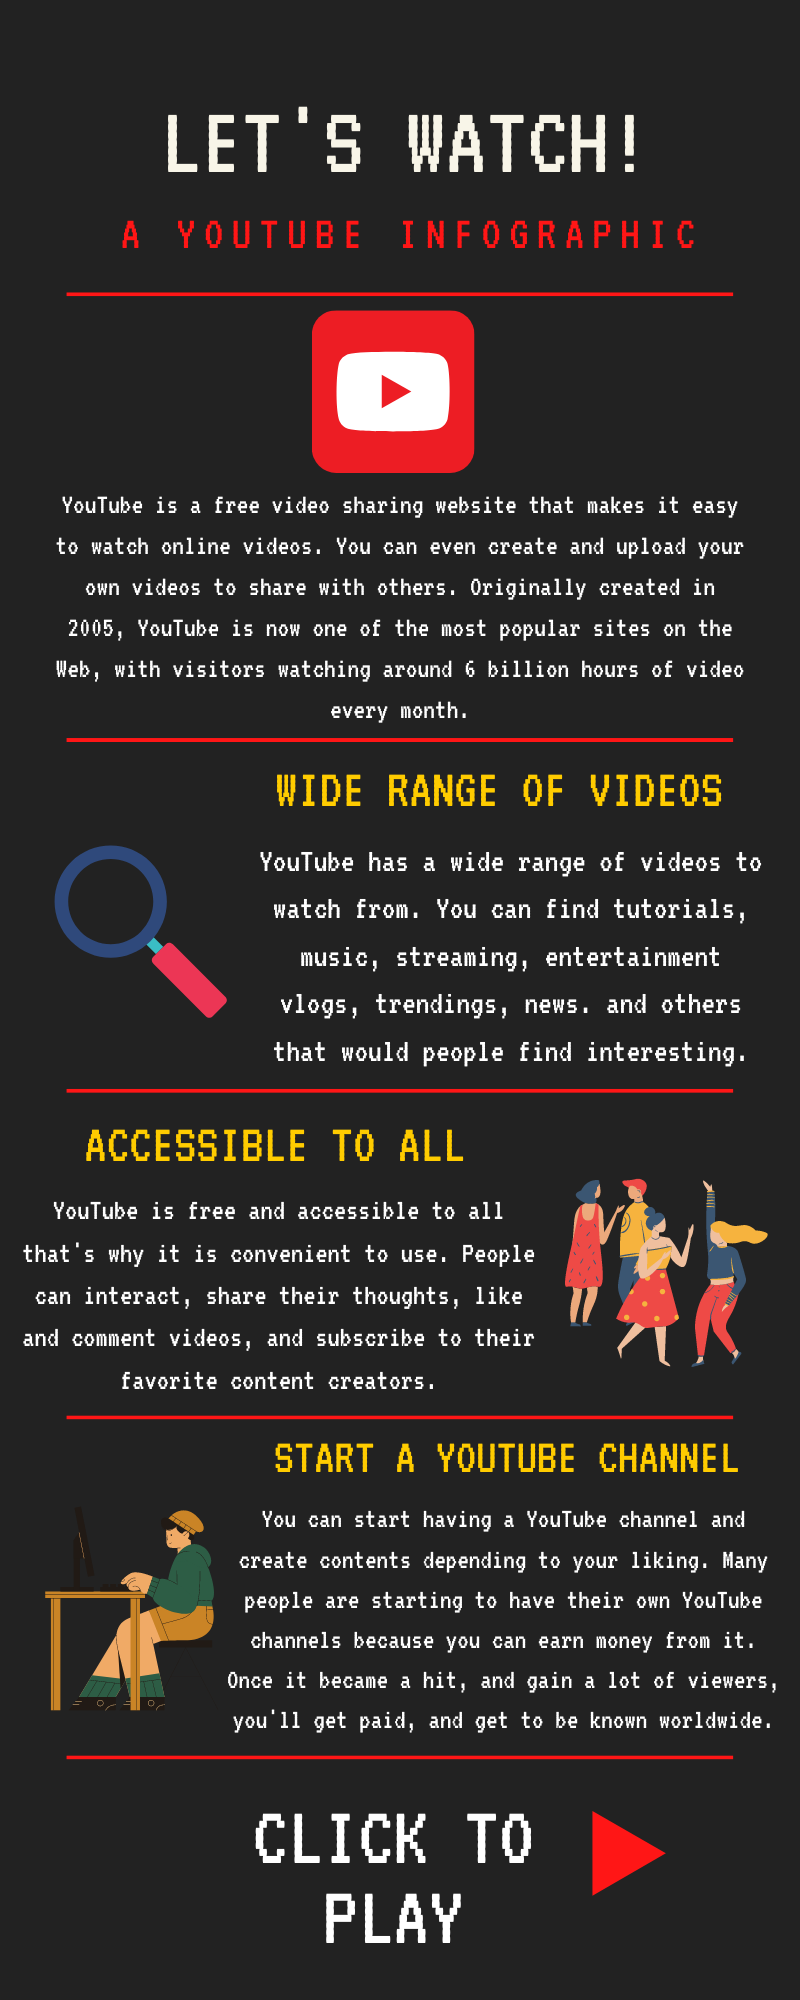 LET'S WATCH!
A YOUTUBE INFOGRAPHIC
YouTube is a free video sharing website that makes it easy
to watch online videos. You can even create and upload your
own videos to share with others. Originally created in
2005, YouTube is now one of the most popular sites on the
Web, with visitors watching around 6 billion hours of video
every month.
WIDE RANGE OF VIDEOS
YouTube has a wide range of videos to
watch from. You can find tutorials,
music, streaming, entertainment
vlogs, trendings, news. and others
that would people find interesting.
ACCESSIBLE TO ALL
YouTube is free and accessible to all
that's why it is convenient to use. People
can interact, share their thoughts, like
and comment videos, and subscribe to their
favorite content creators.
START A YOUTUBE CHANNEL
You can start having a YouTube channel and
create contents depending to your liking. Many
people are starting to have their own YouTube
channels because you can earn money from it.
Once it became a hit, and gain a lot of viewers,
you'll get paid, and get to be known worldwide.
CLICK TO
PLAY